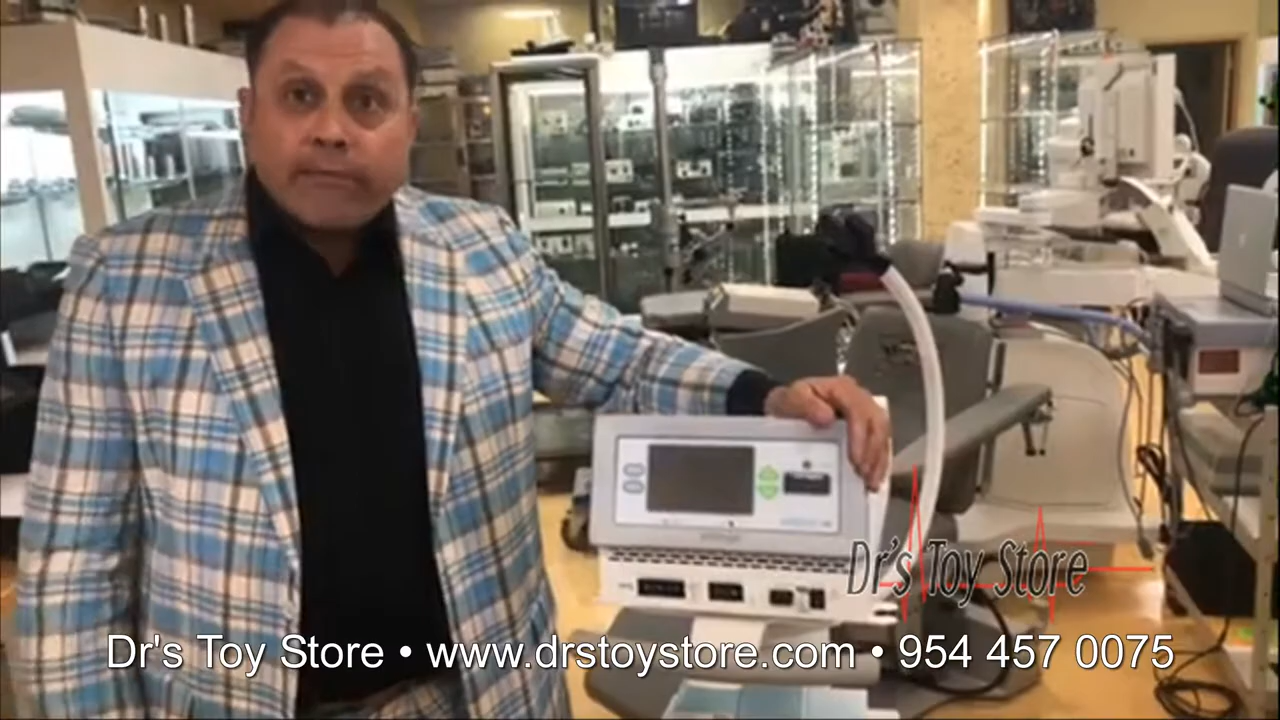 Dr's Toy Store
Dr's Toy Store • www.drstoystore.com • 954 457 0075